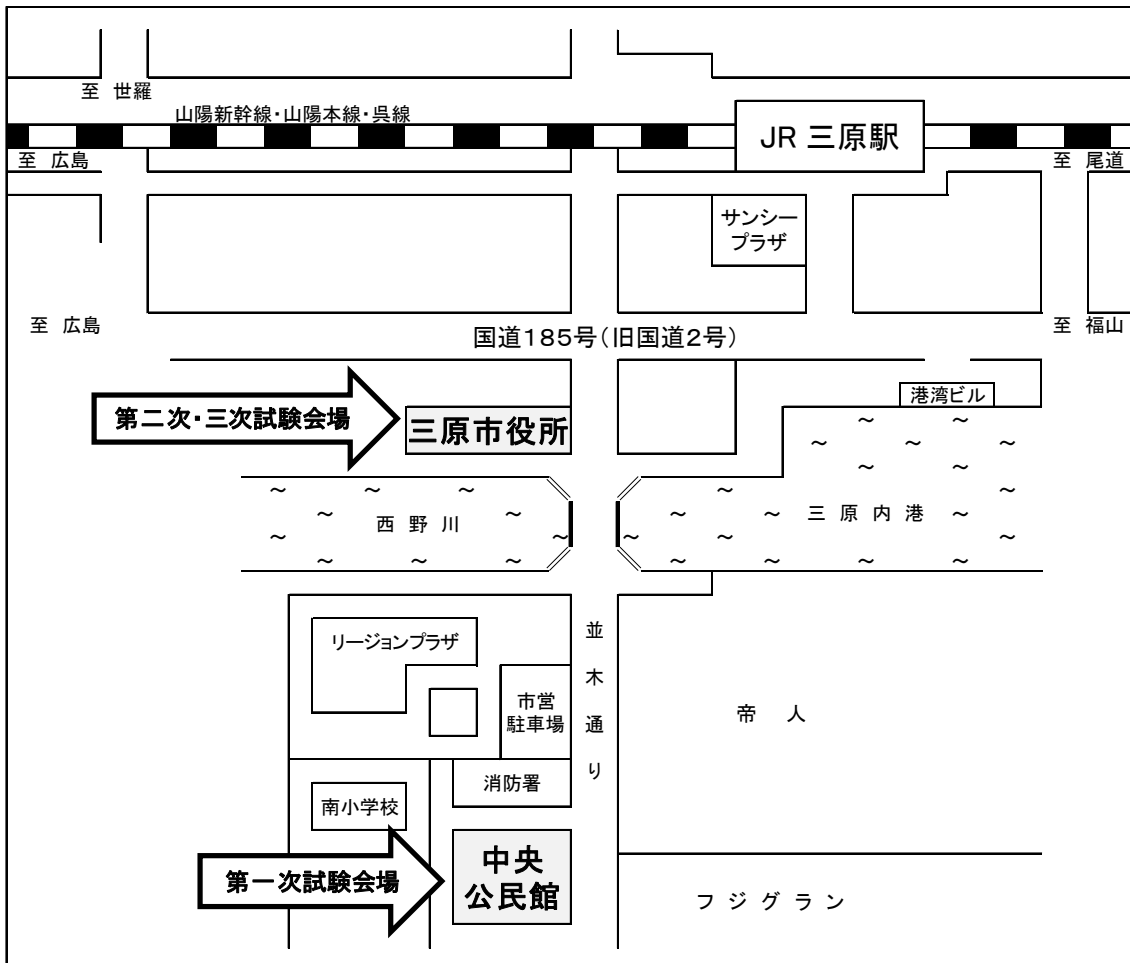 至 世羅
山陽新幹線・山陽本線・呉線
JR 三原駅
至 広島
至 尾道
サンシー
プラザ
至 広島
至 福山
国道185号(旧国道2号)
港湾ビル
第二次・三次試験会場
三原市役所
西野川
三原内港
並木通り
リージョンプラザ
市営
駐車場
帝人
消防署
南小学校
中央
公民館
第一次試験会場
フジグラン